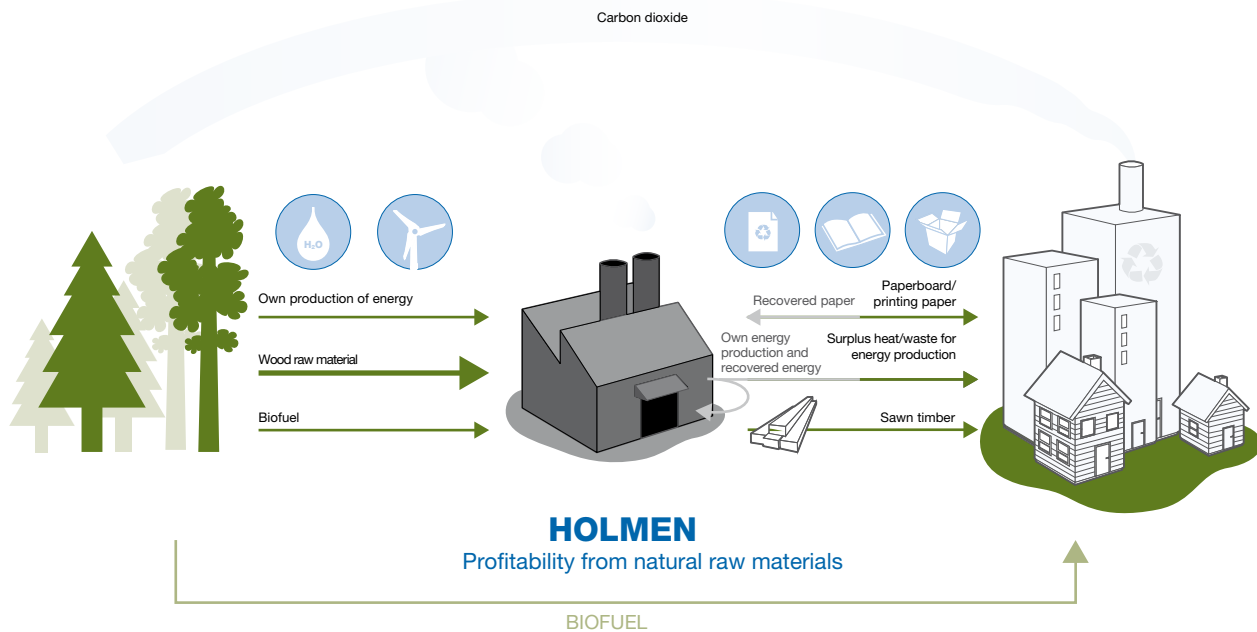 Carbon dioxide
H₂O
Own production of energy
Wood raw material
Biofuel
Recovered paper
Paperboard/
printing paper
Own energy
production and
recovered energy
Surplus heat/waste for
energy production
Sawn timber
HOLMEN
Profitability from natural raw materials
BIOFUEL